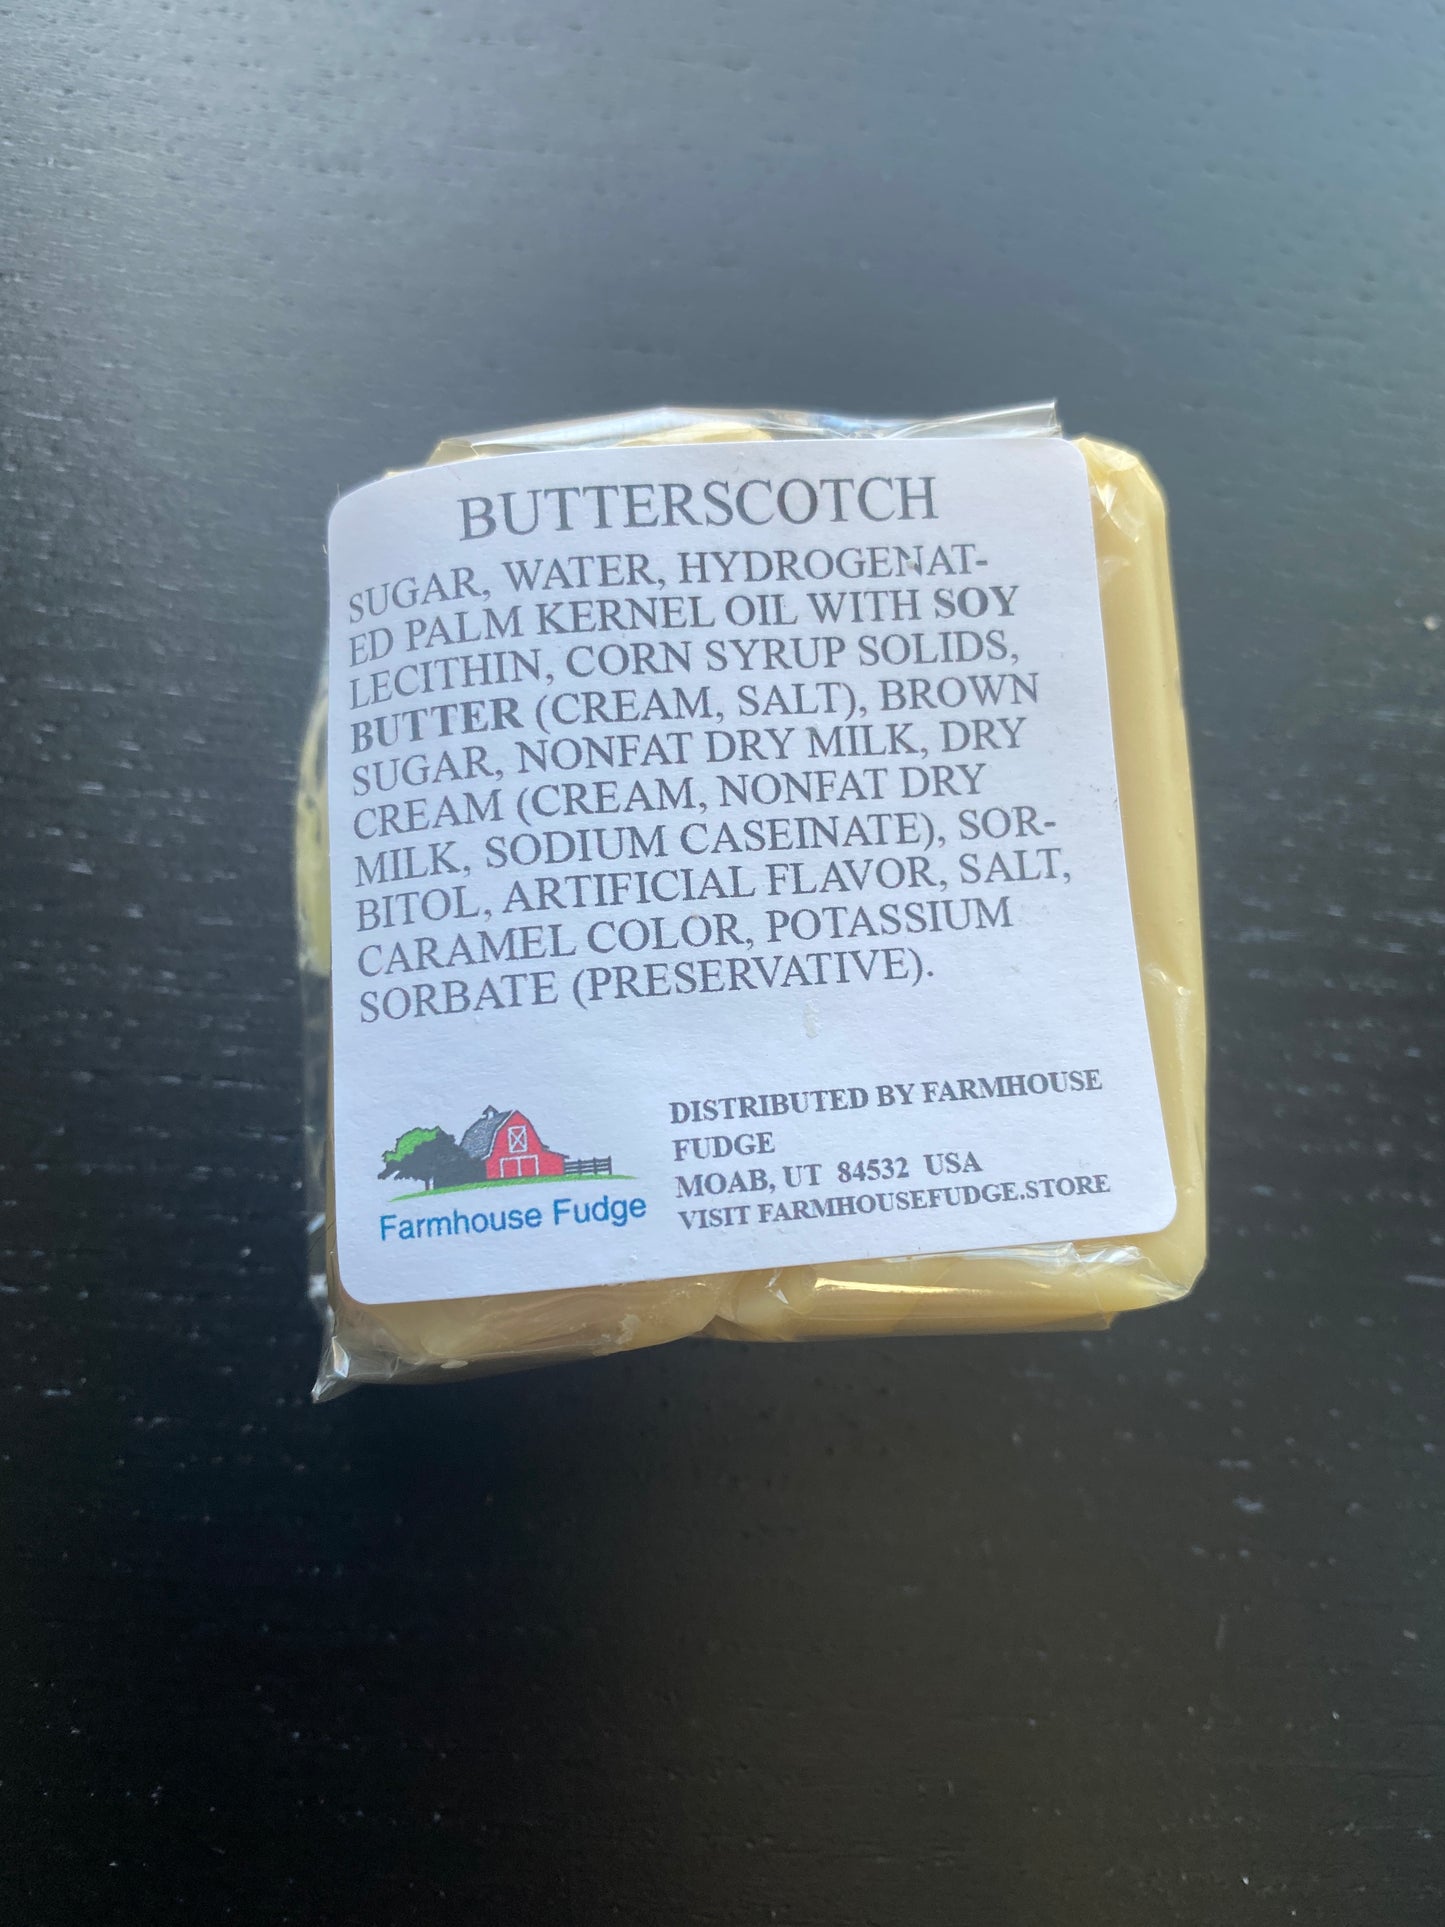 BUTTERSCOTCH
SUGAR, WATER, HYDROGENAT-
ED PALM KERNEL OIL WITH SOY
LECITHIN, CORN SYRUP SOLIDS,
BUTTER (CREAM, SALT), BROWN
SUGAR, NONFAT DRY MILK, DRY
CREAM (CREAM, NONFAT DRY
MILK, SODIUM CASEINATE), SOR-
BITOL, ARTIFICIAL FLAVOR, SALT,
CARAMEL COLOR, POTASSIUM
SORBATE (PRESERVATIVE).
Farmhouse Fudge
DISTRIBUTED BY FARMHOUSE
FUDGE
MOAB, UT 84532 USA
VISIT FARMHOUSEFUDGE.STORE